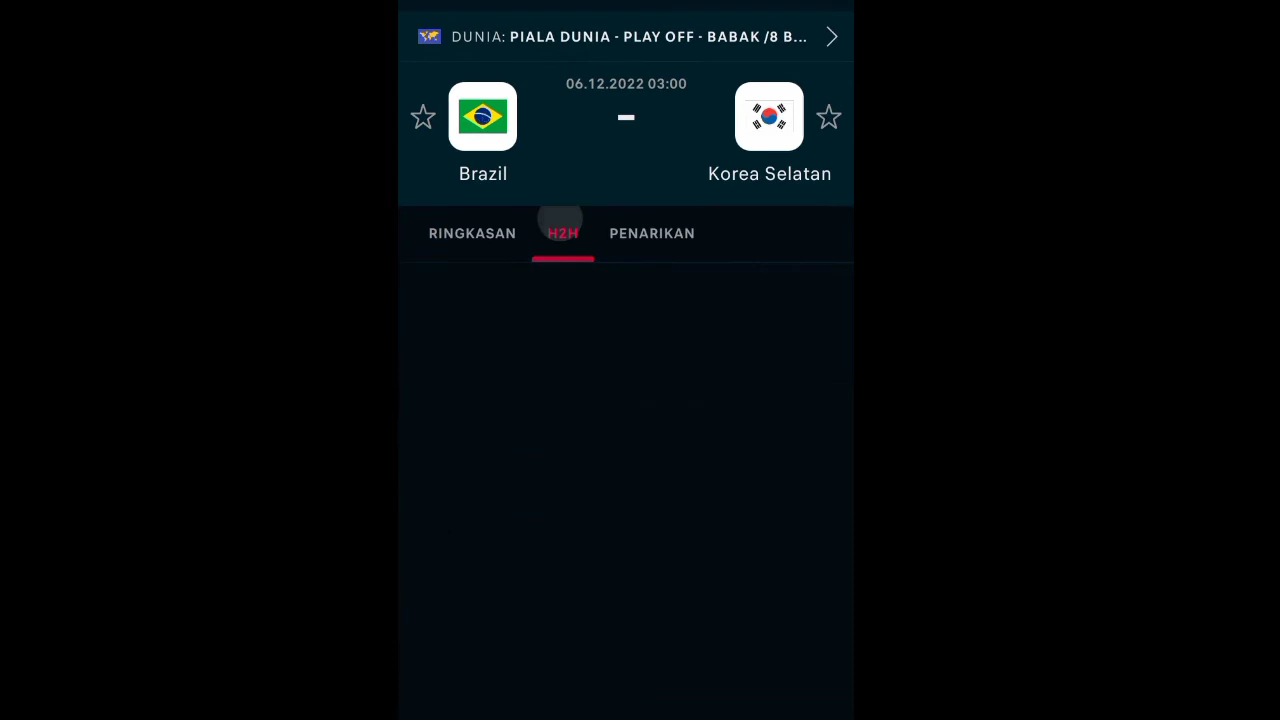 DUNIA: PIALA DUNIA - PLAY OFF - BABAK /8 B...
06.12.2022 03:00
-
Brazil
Korea Selatan
RINGKASAN
H2H
PENARIKAN